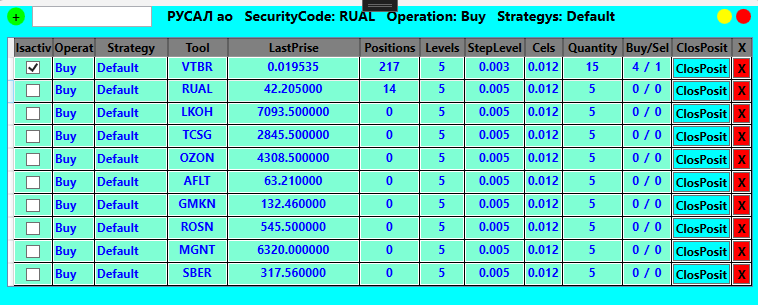 + РУСАЛ ао SecurityCode: RUAL Operation: Buy Strategys: Default
Isactiv Operat Strategy Tool LastPrise Positions Levels StepLevel Cels Quantity Buy/Sel ClosPosit X
Buy Default VTBR 0.019535 217 5 0.003 0.012 15 4 / 1 ClosPosit X
Buy Default RUAL 42.205000 14 5 0.005 0.012 5 0 / 0 ClosPosit X
Buy Default LKOH 7093.500000 0 5 0.005 0.012 5 0 / 0 ClosPosit X
Buy Default TCSG 2845.500000 0 5 0.005 0.012 5 0 / 0 ClosPosit X
Buy Default OZON 4308.500000 0 5 0.005 0.012 5 0 / 0 ClosPosit X
Buy Default AFLT 63.210000 0 5 0.005 0.012 5 0 / 0 ClosPosit X
Buy Default GMKN 132.460000 0 5 0.005 0.012 5 0 / 0 ClosPosit X
Buy Default ROSN 545.500000 0 5 0.005 0.012 5 0 / 0 ClosPosit X
Buy Default MGNT 6320.000000 0 5 0.005 0.012 5 0 / 0 ClosPosit X
Buy Default SBER 317.560000 0 5 0.005 0.012 5 0 / 0 ClosPosit X